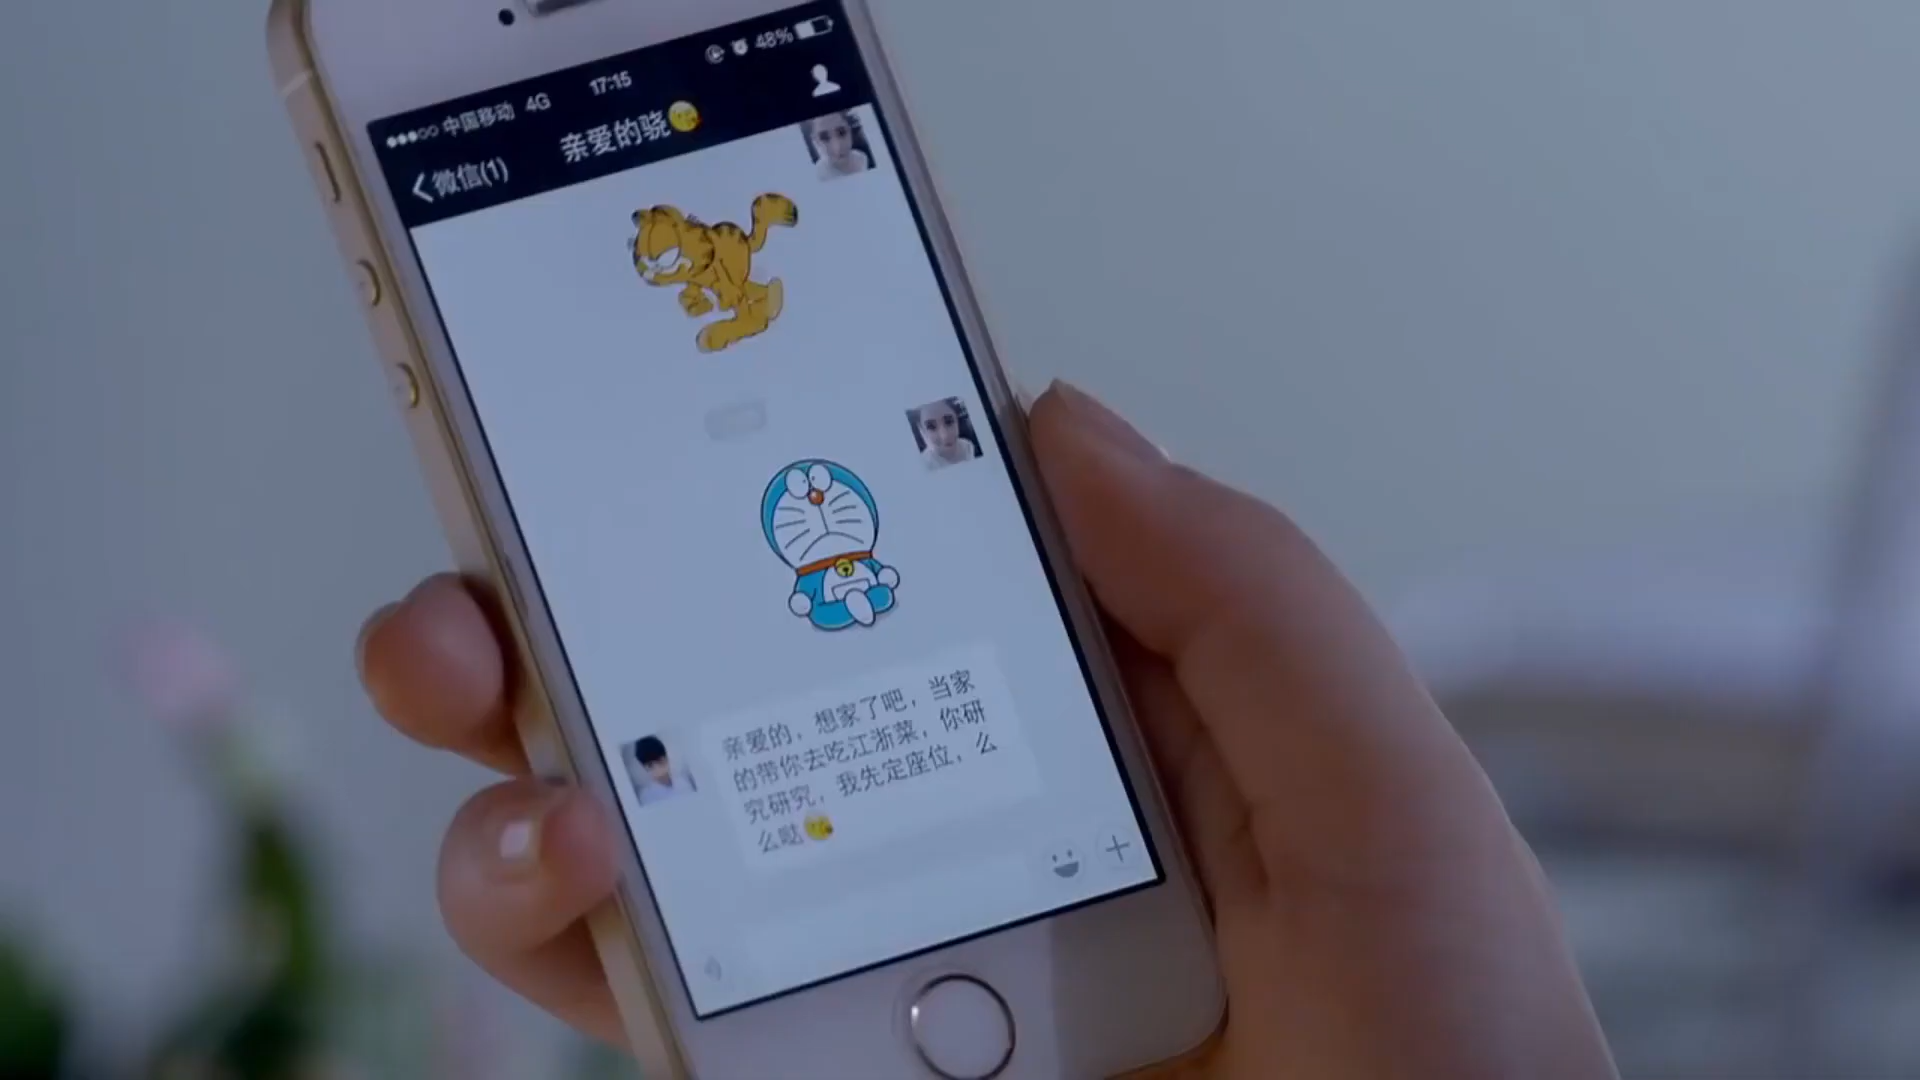 中国移动 4G 17:15 48%
微信(1) 亲爱的骁😘
亲爱的，想家了吧，当家
的带你去吃江浙菜，你研
究研究，我先定座位，么
么哒😘